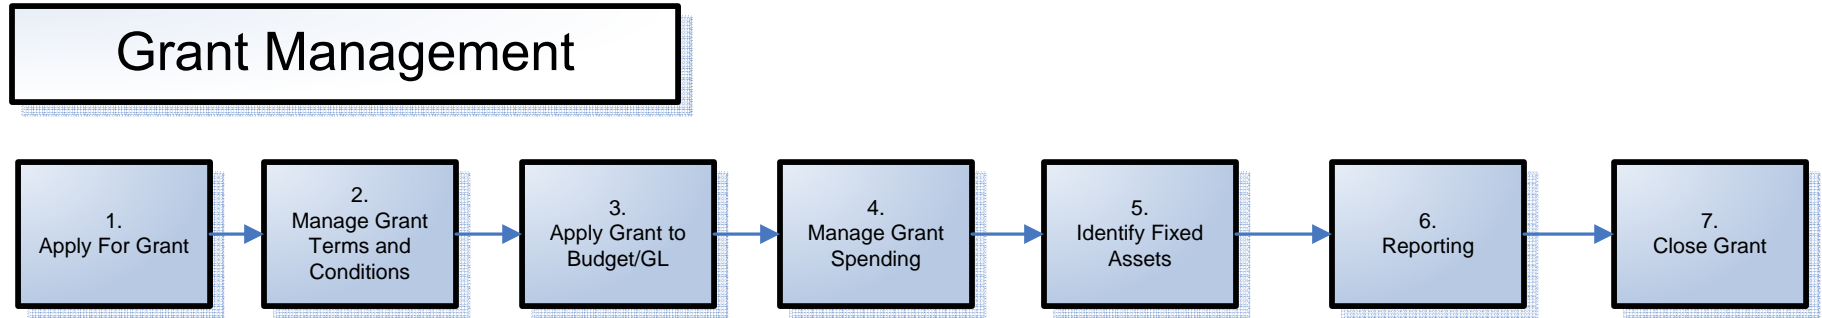 Grant Management
1.
Apply For Grant
2.
Manage Grant
Terms and
Conditions
3.
Apply Grant to
Budget/GL
4.
Manage Grant
Spending
5.
Identify Fixed
Assets
6.
Reporting
7.
Close Grant